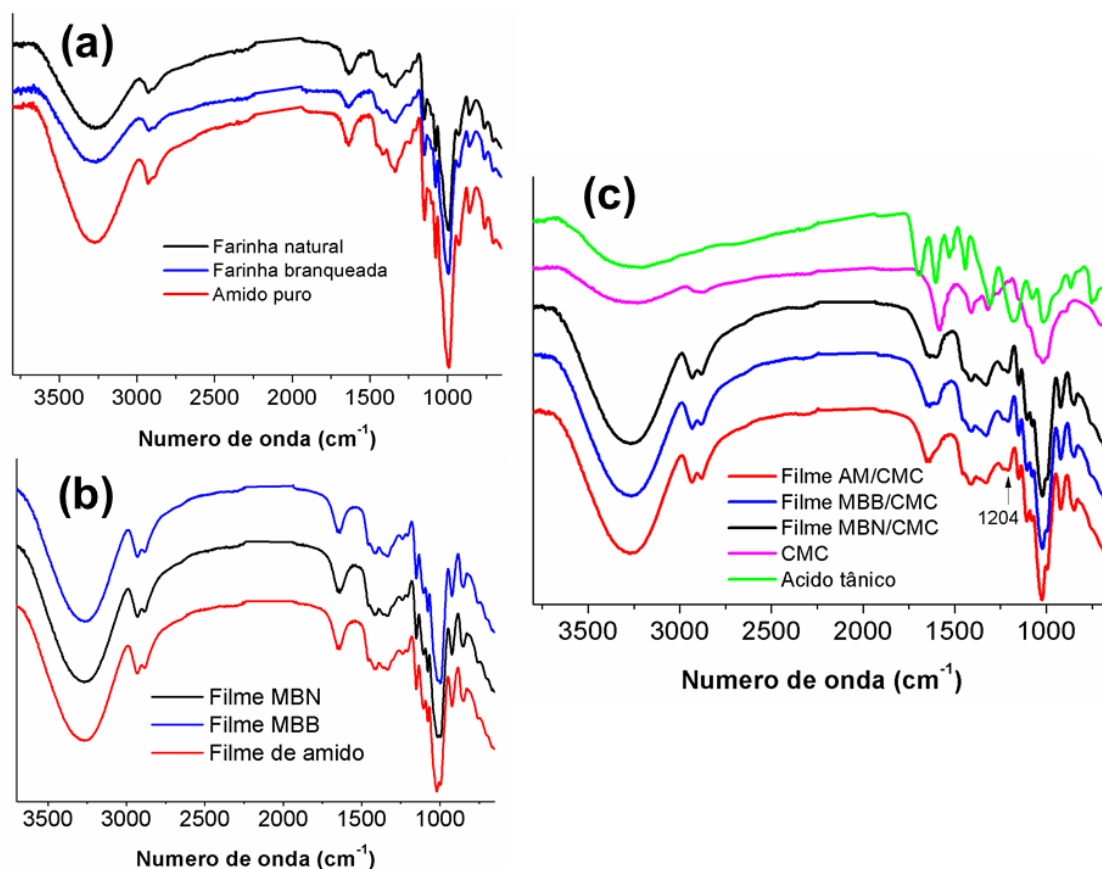 (a)
Farinha natural
Farinha branqueada
Amido puro
3500 3000 2500 2000 1500 1000
Numero de onda (cm-1)
(b)
Filme MBN
Filme MBB
Filme de amido
3500 3000 2500 2000 1500 1000
Numero de onda (cm-1)
(c)
Filme AM/CMC
Filme MBB/CMC
Filme MBN/CMC
CMC
Acido tânico
1204
3500 3000 2500 2000 1500 1000
Numero de onda (cm-1)